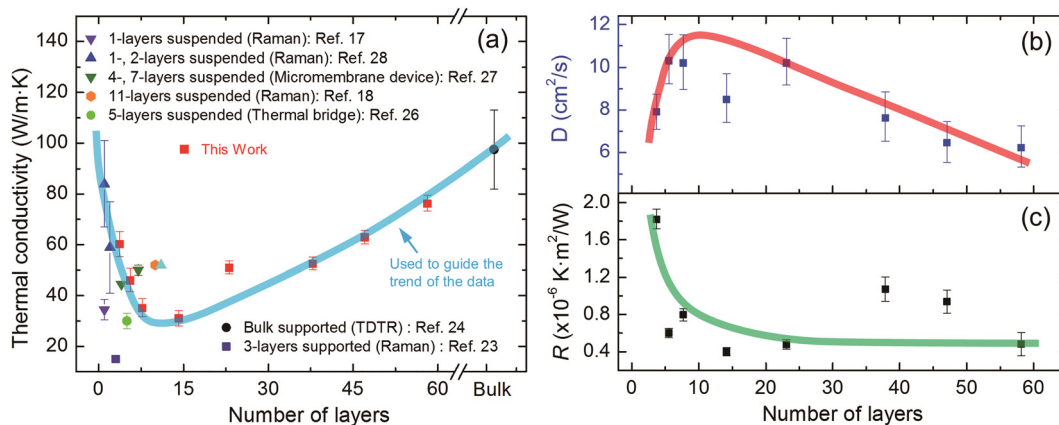 (a)
1-layers suspended (Raman): Ref. 17
1-, 2-layers suspended (Raman): Ref. 28
4-, 7-layers suspended (Micromembrane device): Ref. 27
11-layers suspended (Raman): Ref. 18
5-layers suspended (Thermal bridge): Ref. 26
This Work
Used to guide the
trend of the data
Bulk supported (TDTR) : Ref. 24
3-layers supported (Raman) : Ref. 23
Thermal conductivity (W/m·K)
140
120
100
80
60
40
20
0 15 30 45 60 Bulk
Number of layers
(b)
D (cm²/s)
12
10
8
6
(c)
R (x10⁻⁶ K·m²/W)
2.0
1.6
1.2
0.8
0.4
0 10 20 30 40 50 60
Number of layers